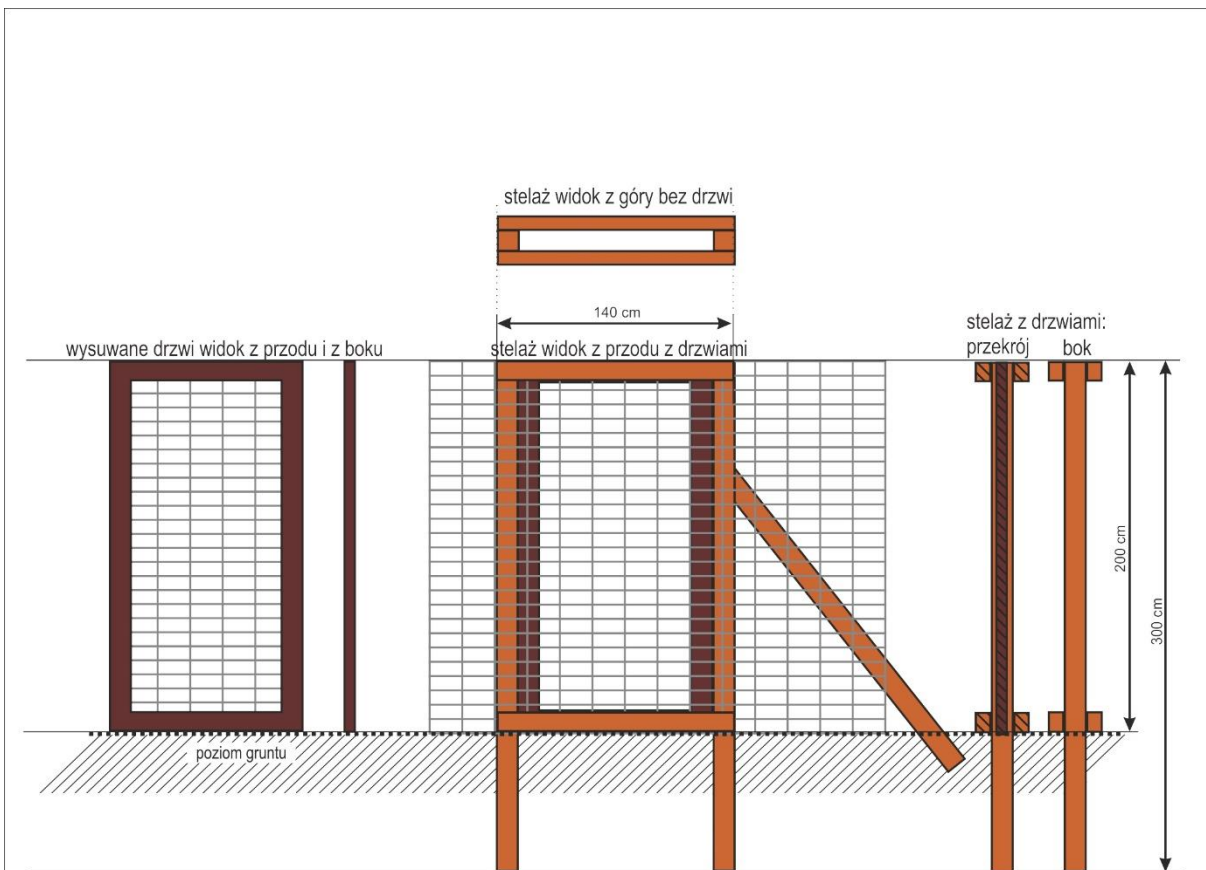 stelaż widok z góry bez drzwi
140 cm
wysuwane drzwi widok z przodu i z boku
stelaż widok z przodu z drzwiami
stelaż z drzwiami:
przekrój bok
200 cm
300 cm
poziom gruntu